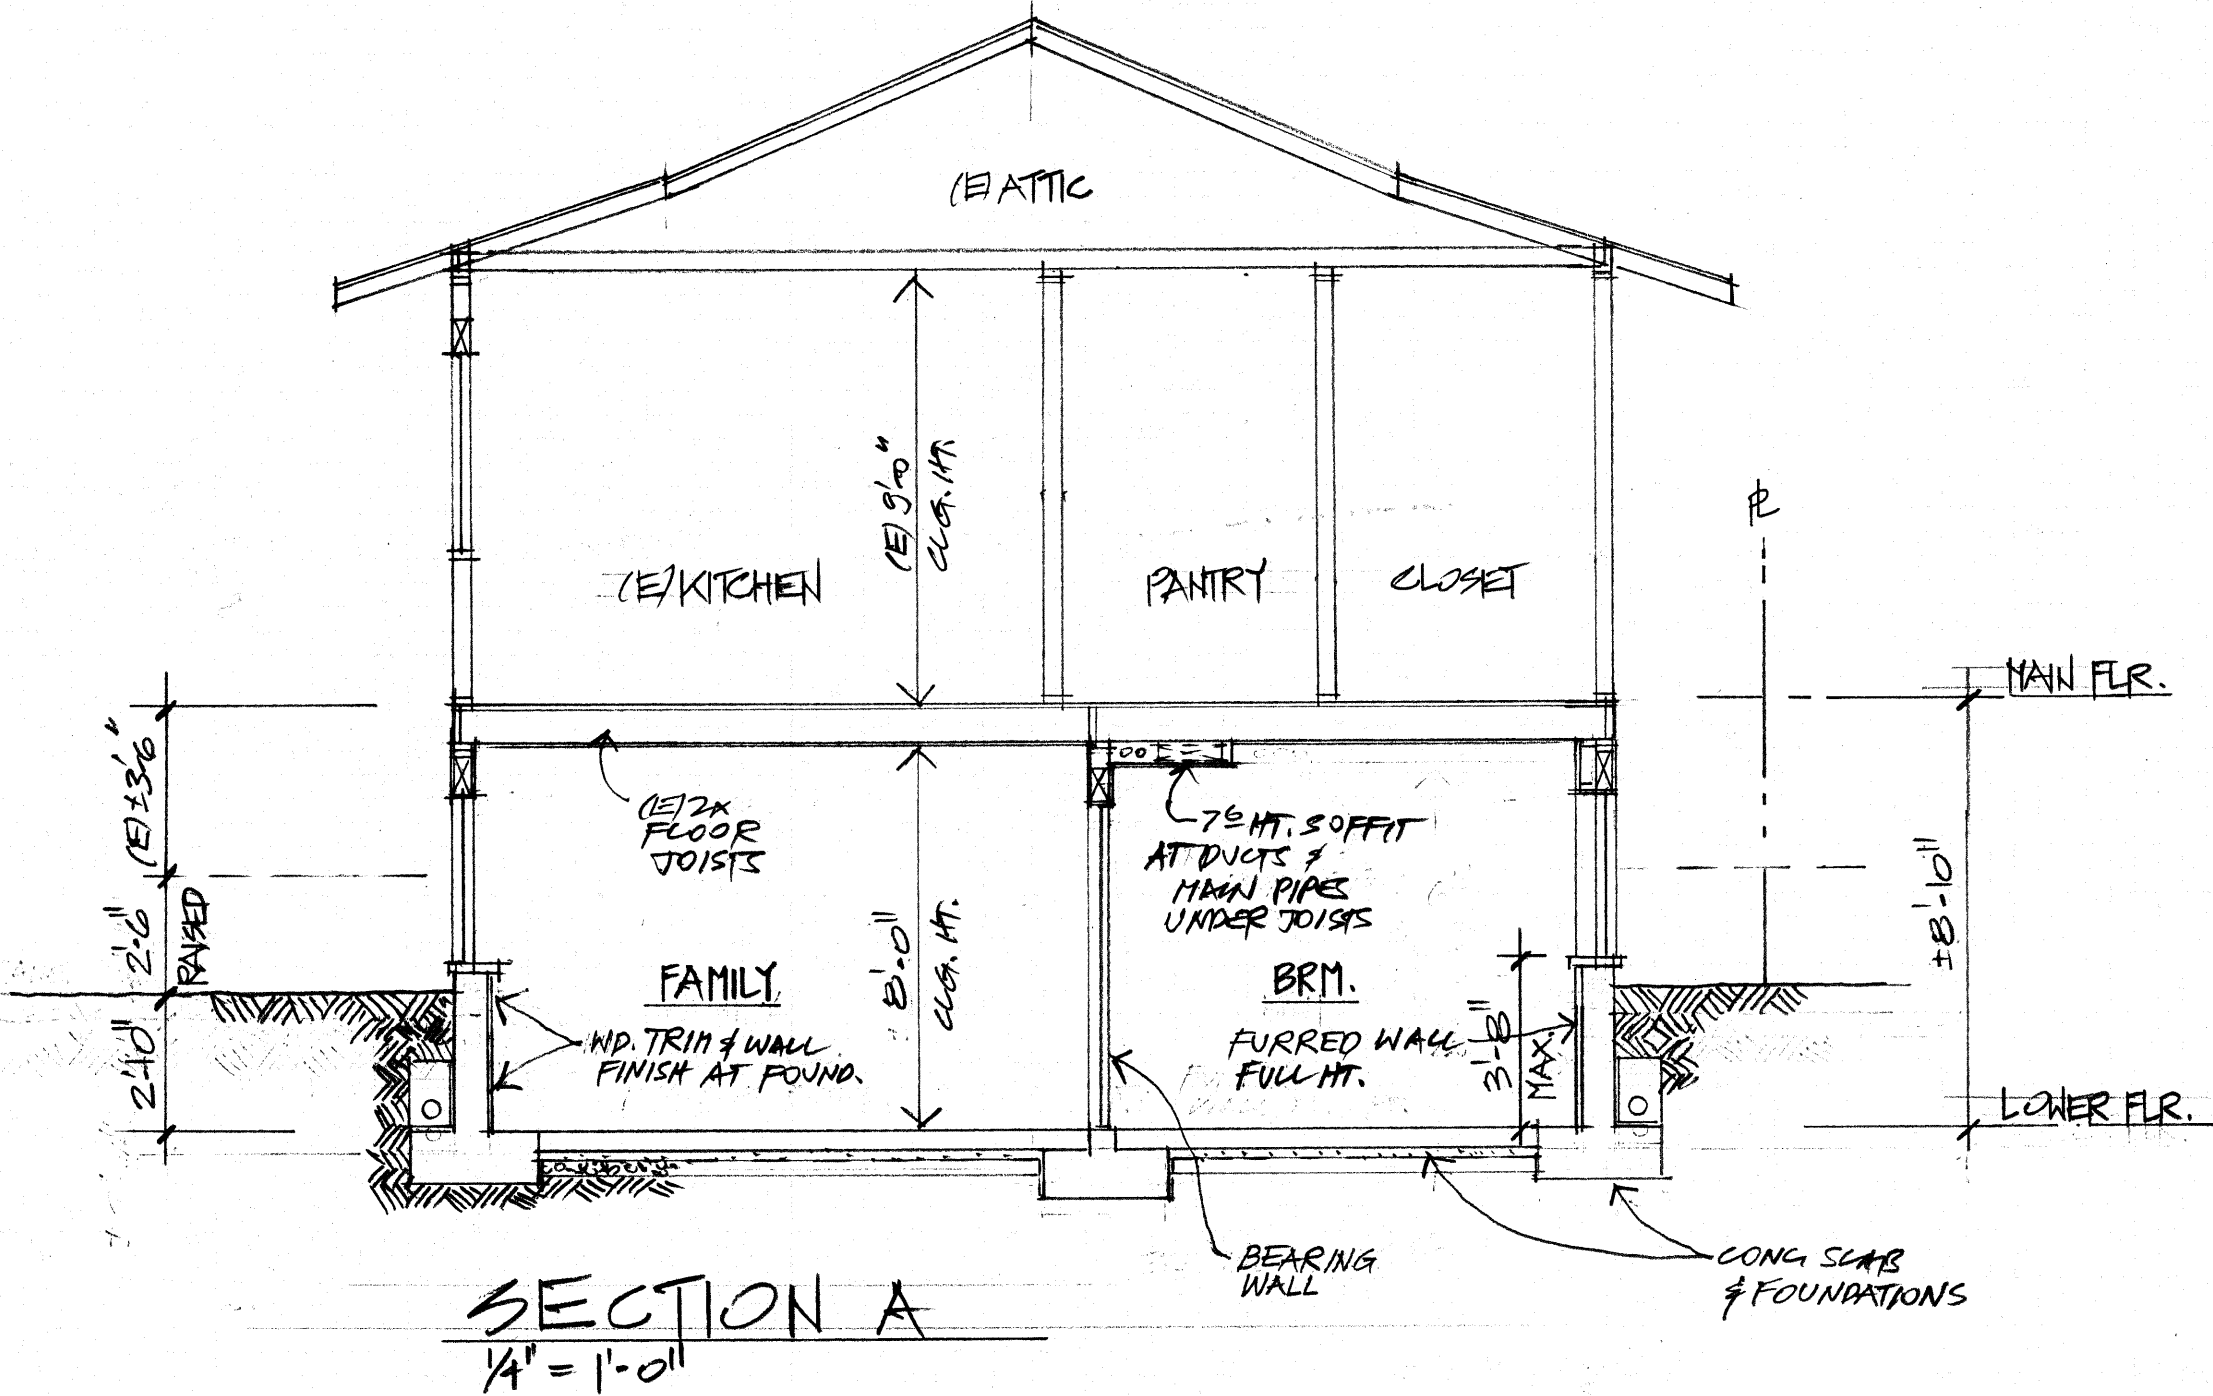 (E) ATTIC
(E) 9'-0"
CLG. HT.
(E) KITCHEN
PANTRY
CLOSET
PL
MAIN FLR.
(E) ±3'-6"
2'-6"
RAISED
2'-10"
(E) 2X
FLOOR
JOISTS
7'6 HT. SOFFIT
AT DUCTS &
MAIN PIPES
UNDER JOISTS
8'-0"
CLG. HT.
FAMILY
BRM.
±8'-10"
WD. TRIM & WALL
FINISH AT FOUND.
FURRED WALL
FULL HT.
3'-8"
MAX.
LOWER FLR.
BEARING
WALL
CONC SLAB
& FOUNDATIONS
SECTION A
1/4" = 1'-0"